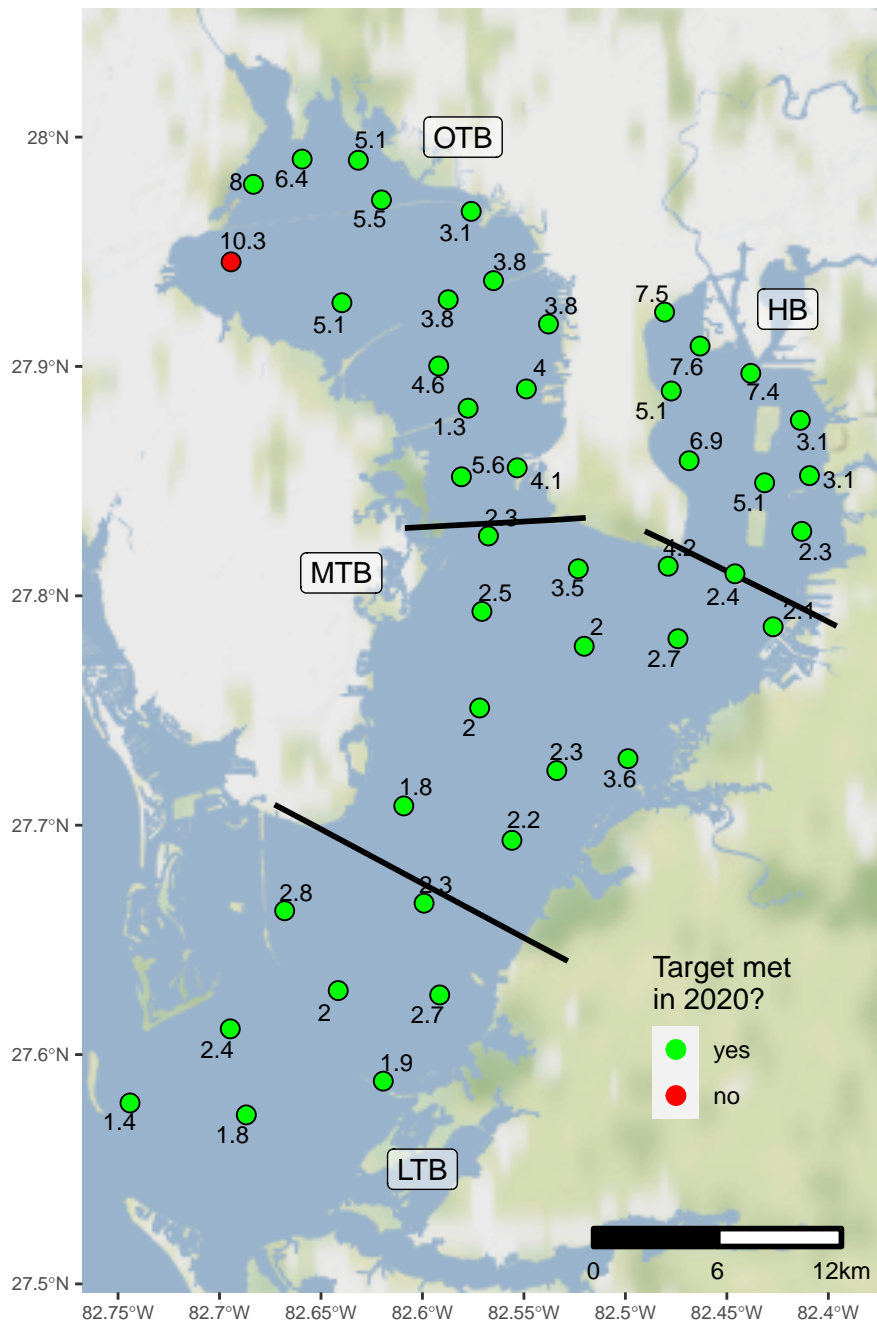 28°N
27.9°N
27.8°N
27.7°N
27.6°N
27.5°N
OTB
5.1
6.4
8
5.5
3.1
10.3
3.8
5.1
3.8
3.8
7.5
HB
7.6
4.6
4
7.4
5.1
1.3
3.1
6.9
5.6
4.1
3.1
5.1
2.3
2.3
4.2
MTB
3.5
2.4
2.5
2.1
2
2.7
2
2.3
3.6
1.8
2.2
2.3
2.8
2
2.7
2.4
1.9
1.4
1.8
LTB
Target met
in 2020?
yes
no
0 6 12km
82.75°W 82.7°W 82.65°W 82.6°W 82.55°W 82.5°W 82.45°W 82.4°W